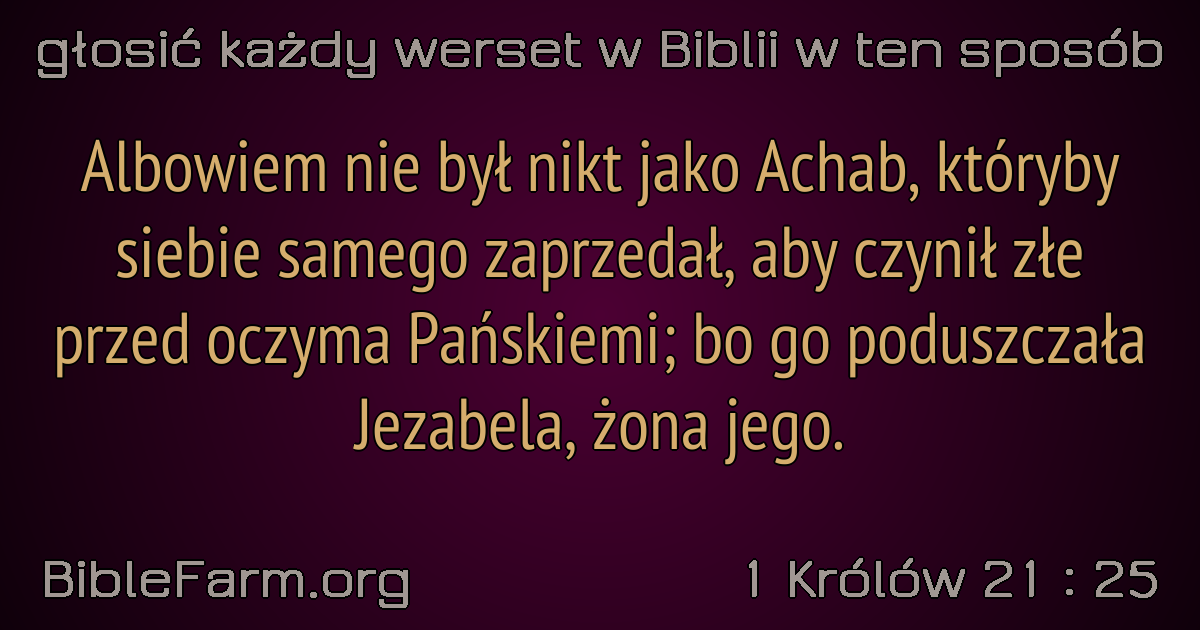 głosić każdy werset w Biblii w ten sposób
Albowiem nie był nikt jako Achab, któryby
siebie samego zaprzedał, aby czynił złe
przed oczyma Pańskiemi; bo go poduszczała
Jezabela, żona jego.
BibleFarm.org
1 Królów 21 : 25